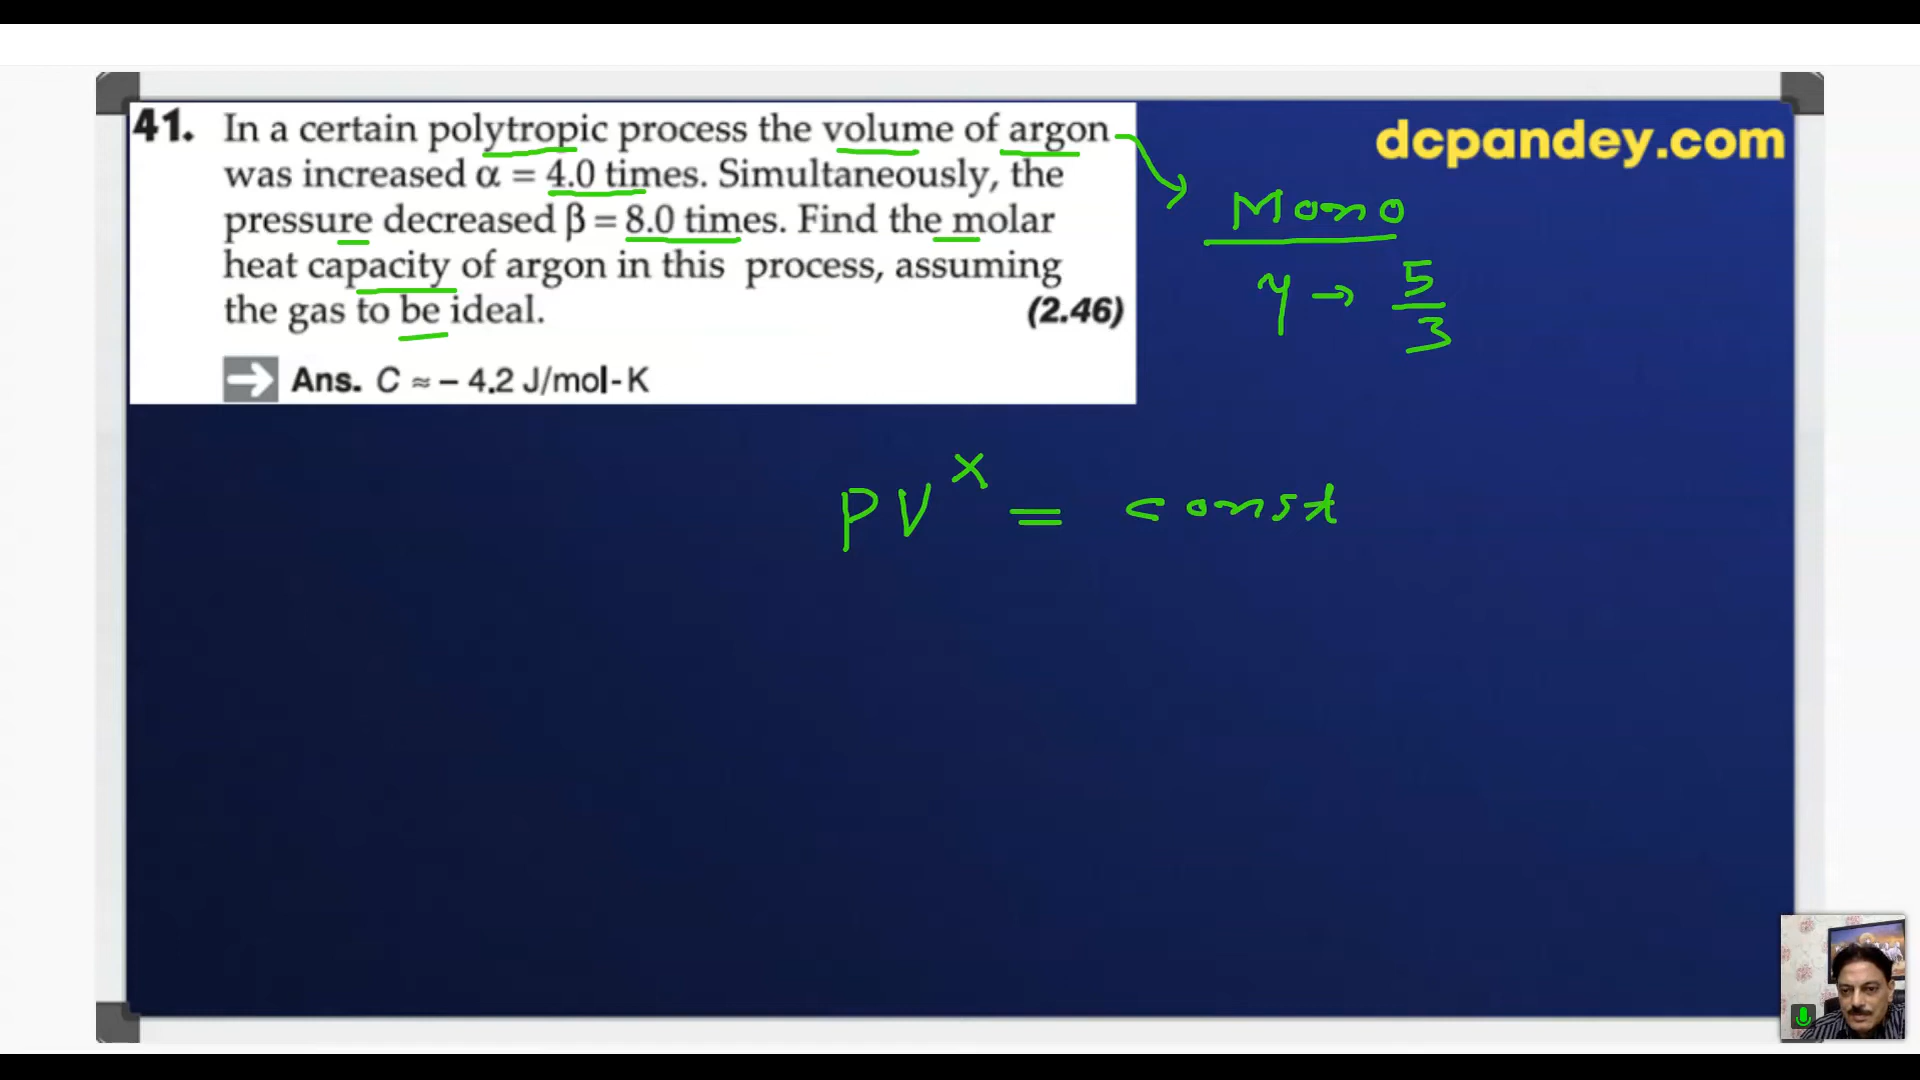 41. In a certain polytropic process the volume of argon
was increased α = 4.0 times. Simultaneously, the
pressure decreased β = 8.0 times. Find the molar
heat capacity of argon in this process, assuming
the gas to be ideal. (2.46)
Ans. C ≈ – 4.2 J/mol-K
dcpandey.com
Mono
γ → 5/3
PV^x = const